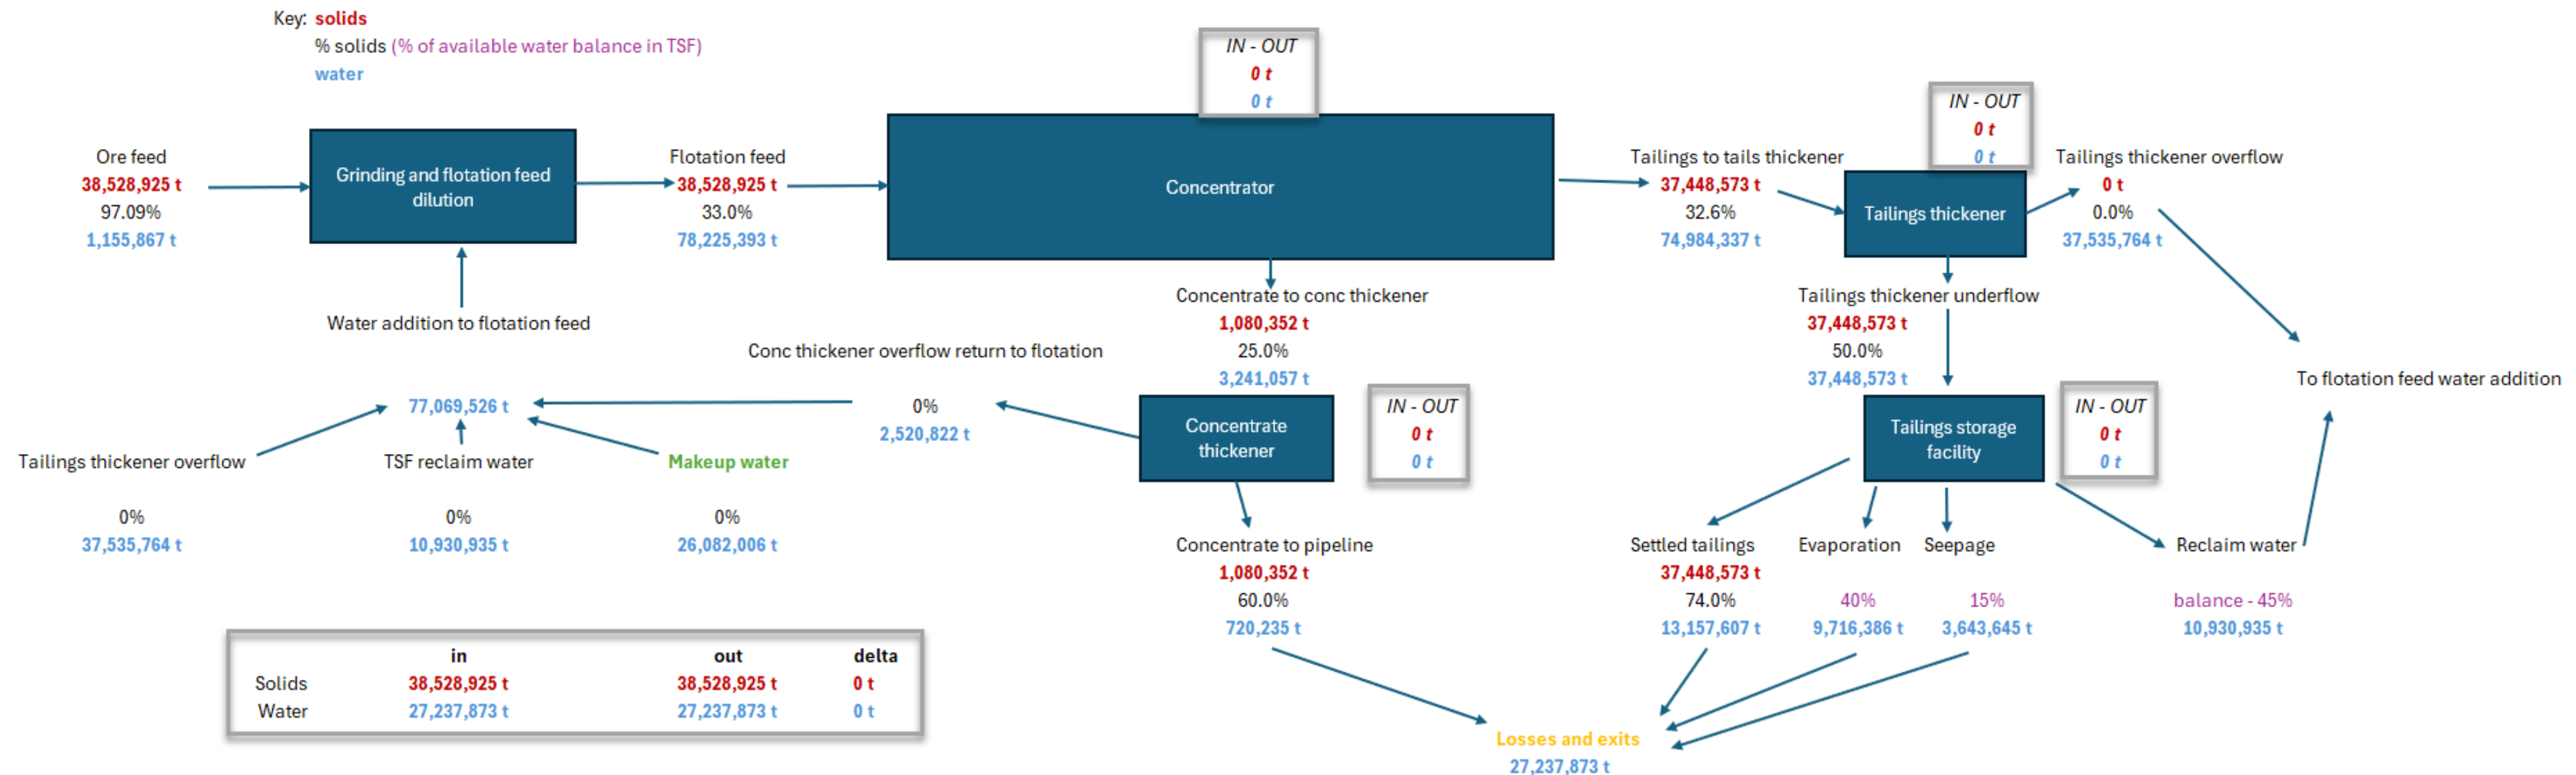 Key: solids
% solids (% of available water balance in TSF)
water
IN - OUT
0 t
0 t
IN - OUT
0 t
0 t
Ore feed
38,528,925 t
97.09%
1,155,867 t
Grinding and flotation feed
dilution
Flotation feed
38,528,925 t
33.0%
78,225,393 t
Concentrator
Tailings to tails thickener
37,448,573 t
32.6%
74,984,337 t
Tailings thickener
Tailings thickener overflow
0 t
0.0%
37,535,764 t
Water addition to flotation feed
Concentrate to conc thickener
1,080,352 t
25.0%
3,241,057 t
Tailings thickener underflow
37,448,573 t
50.0%
37,448,573 t
To flotation feed water addition
Conc thickener overflow return to flotation
0%
2,520,822 t
77,069,526 t
Concentrate
thickener
IN - OUT
0 t
0 t
Tailings storage
facility
IN - OUT
0 t
0 t
Tailings thickener overflow
0%
37,535,764 t
TSF reclaim water
0%
10,930,935 t
Makeup water
0%
26,082,006 t
Concentrate to pipeline
1,080,352 t
60.0%
720,235 t
Settled tailings
37,448,573 t
74.0%
13,157,607 t
Evaporation
40%
9,716,386 t
Seepage
15%
3,643,645 t
Reclaim water
balance - 45%
10,930,935 t
in out delta
Solids 38,528,925 t 38,528,925 t 0 t
Water 27,237,873 t 27,237,873 t 0 t
Losses and exits
27,237,873 t